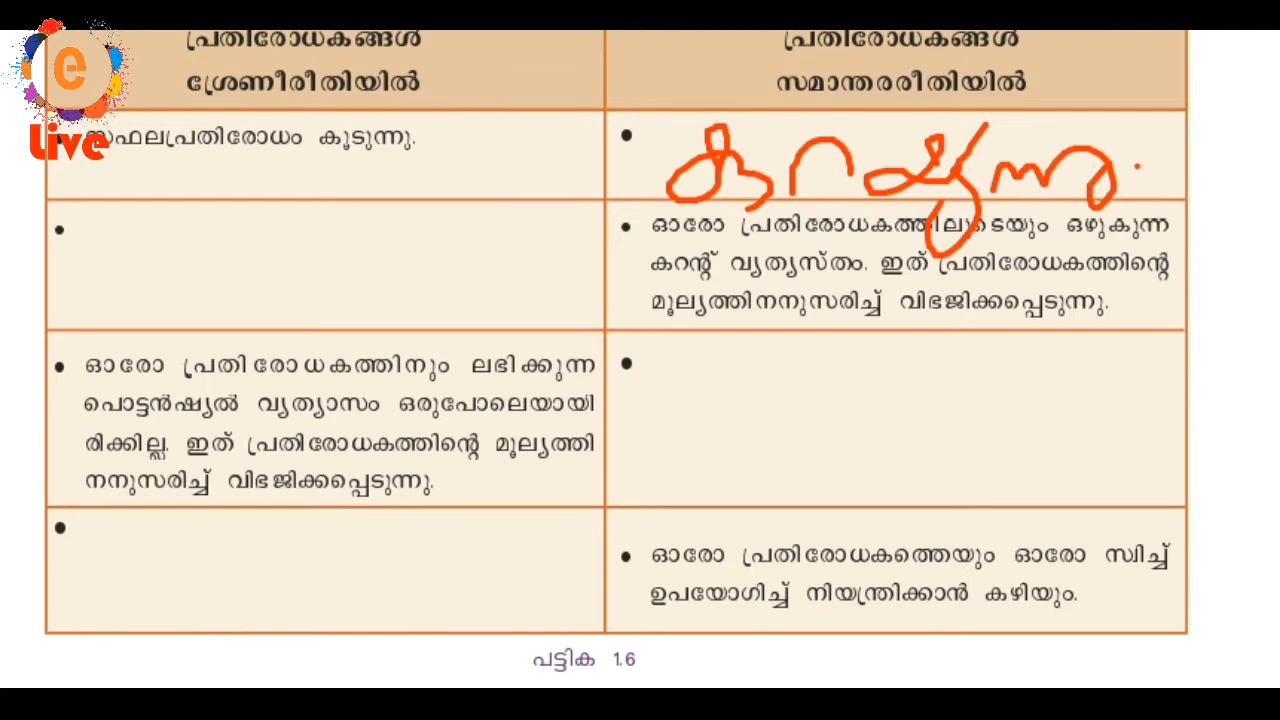 e
Live
പ്രതിരോധകങ്ങൾ
ശ്രേണീരീതിയിൽ
പ്രതിരോധകങ്ങൾ
സമാന്തരരീതിയിൽ
സഫലപ്രതിരോധം കൂടുന്നു.
കുറയുന്നു.
ഓരോ പ്രതിരോധകത്തിലൂടെയും ഒഴുകുന്ന
കറന്റ് വ്യത്യസ്തം. ഇത് പ്രതിരോധകത്തിന്റെ
മൂല്യത്തിനനുസരിച്ച് വിഭജിക്കപ്പെടുന്നു.
ഓരോ പ്രതിരോധകത്തിനും ലഭിക്കുന്ന
പൊട്ടൻഷ്യൽ വ്യത്യാസം ഒരുപോലെയായി
രിക്കില്ല. ഇത് പ്രതിരോധകത്തിന്റെ മൂല്യത്തി
നനുസരിച്ച് വിഭജിക്കപ്പെടുന്നു.
ഓരോ പ്രതിരോധകത്തെയും ഓരോ സ്വിച്ച്
ഉപയോഗിച്ച് നിയന്ത്രിക്കാൻ കഴിയും.
പട്ടിക 1.6